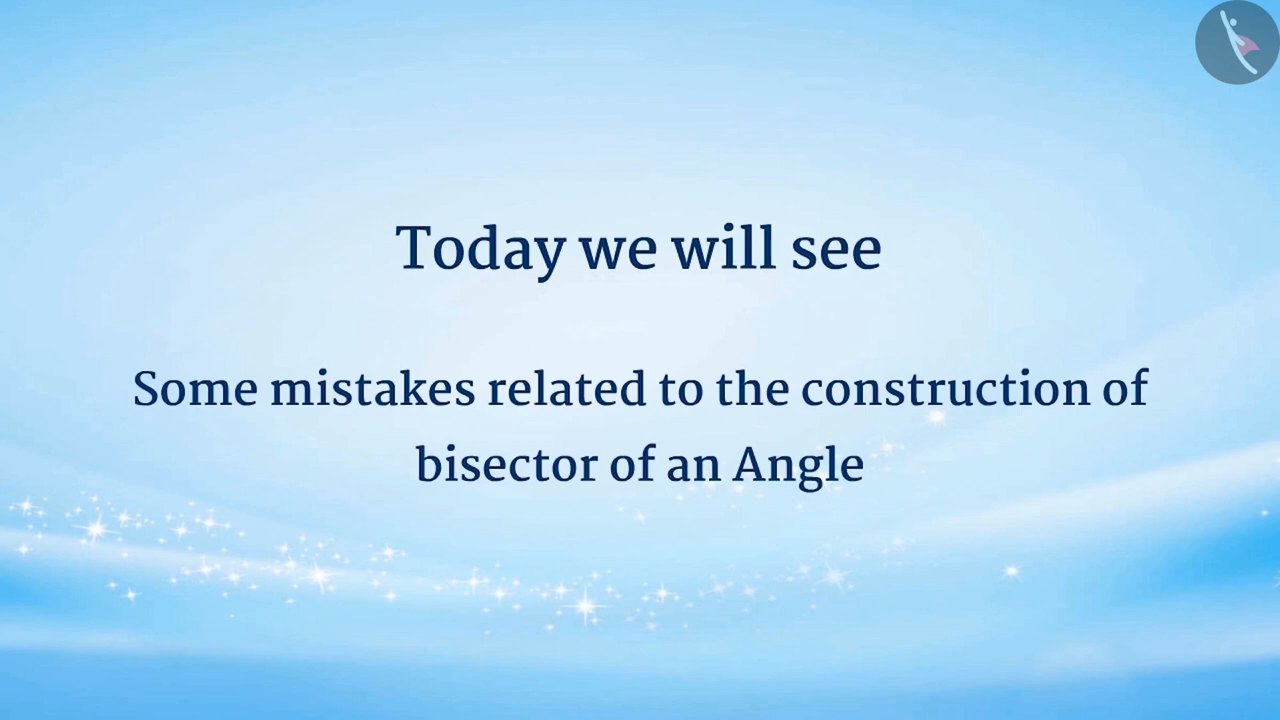 Today we will see
Some mistakes related to the construction of
bisector of an Angle